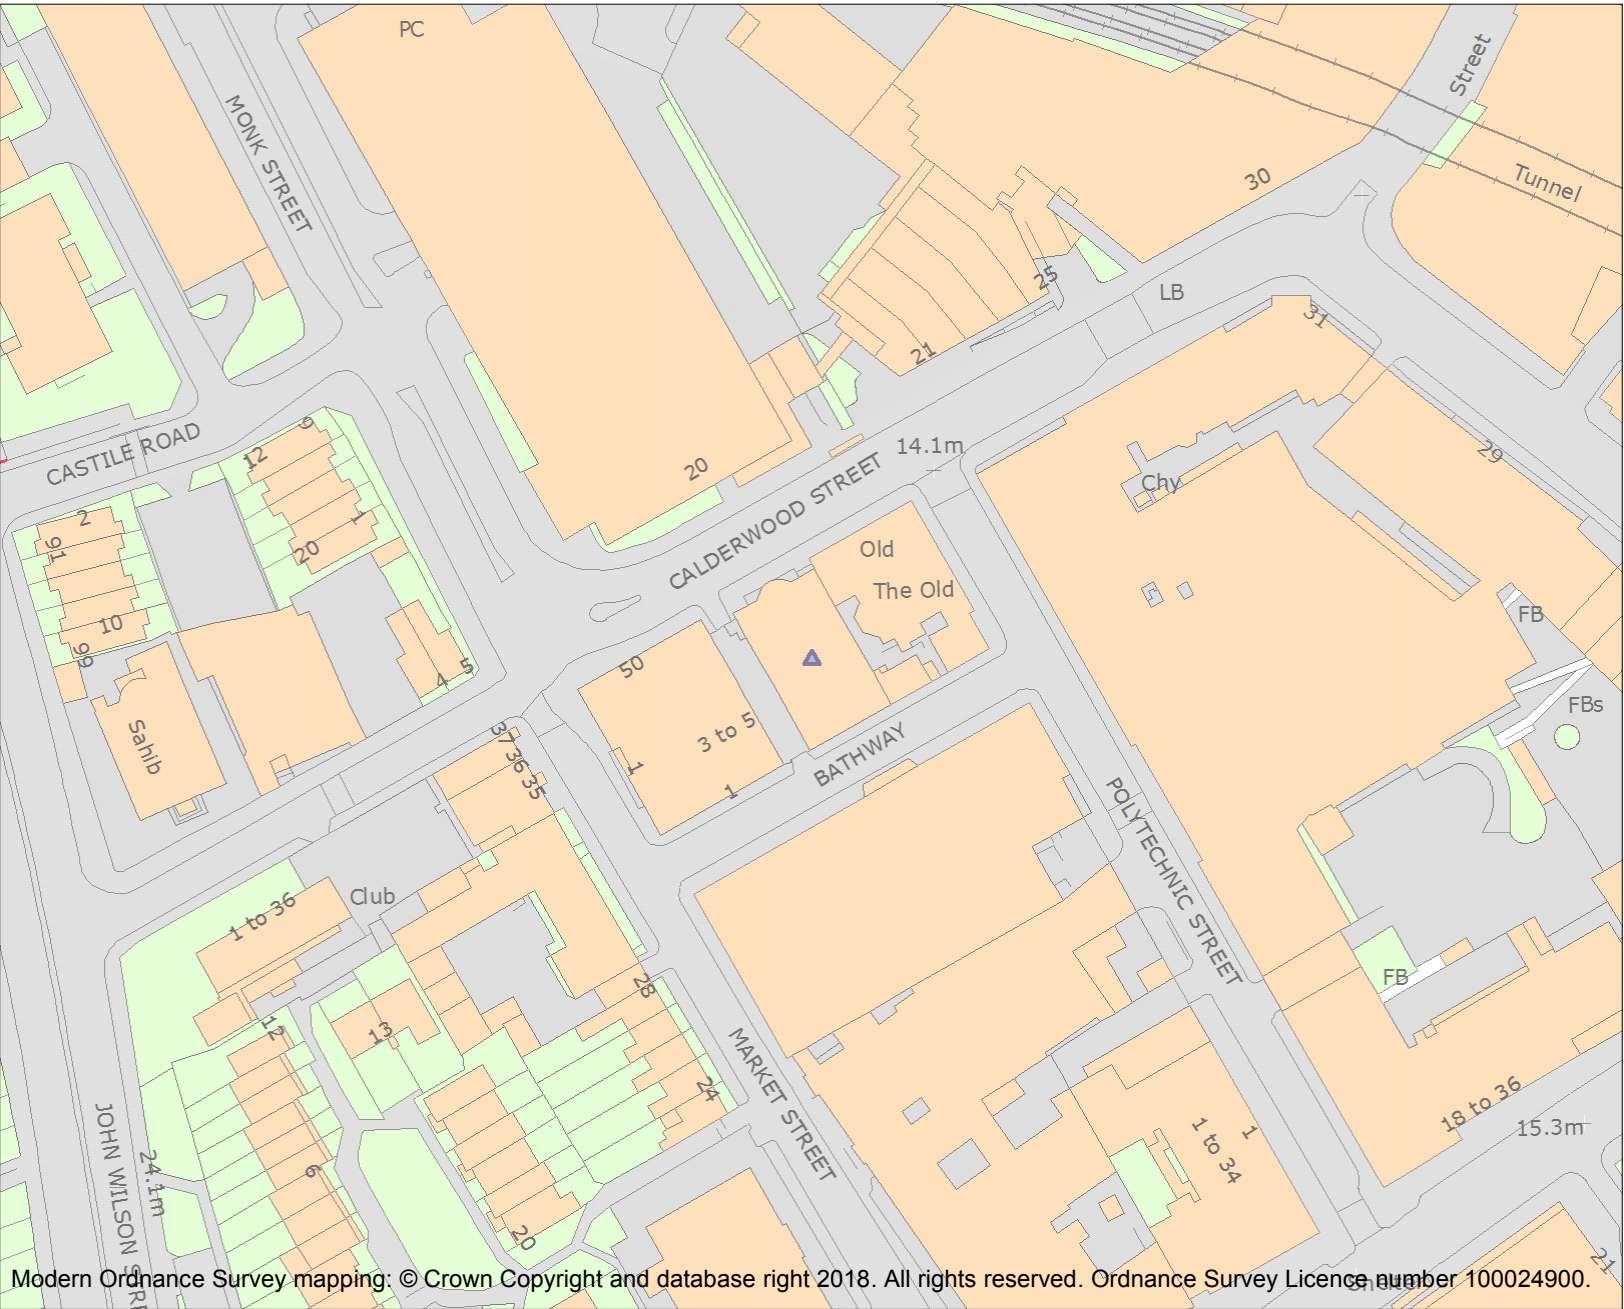 PC
Street
MONK STREET
Tunnel
30
25
LB
31
21
9
CASTILE ROAD
12
14.1m
29
20
CALDERWOOD STREET
Chy
2
1
91
20
Old
The Old
FB
10
99
50
5
4
FBs
Sahib
3 to 5
37 36 35
1
1
BATHWAY
POLYTECHNIC STREET
Club
1 to 36
FB
28
12
13
MARKET STREET
24
18 to 36
15.3m
1
1 to 34
JOHN WILSON STRE
24.1m
6
20
21
Shelter
Modern Ordnance Survey mapping: © Crown Copyright and database right 2018. All rights reserved. Ordnance Survey Licence number 100024900.